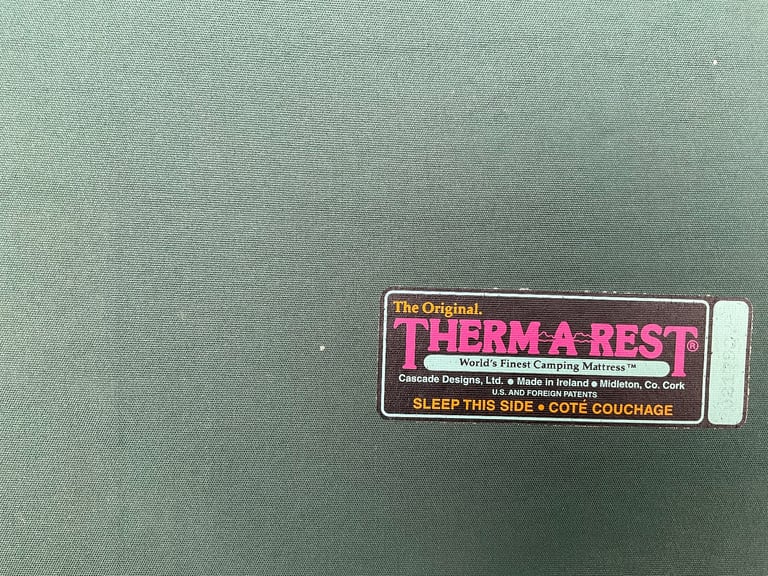 The Original.
THERM-A-REST®
World's Finest Camping Mattress™
Cascade Designs, Ltd. ● Made in Ireland ● Midleton, Co. Cork
U.S. AND FOREIGN PATENTS
SLEEP THIS SIDE ● COTÉ COUCHAGE